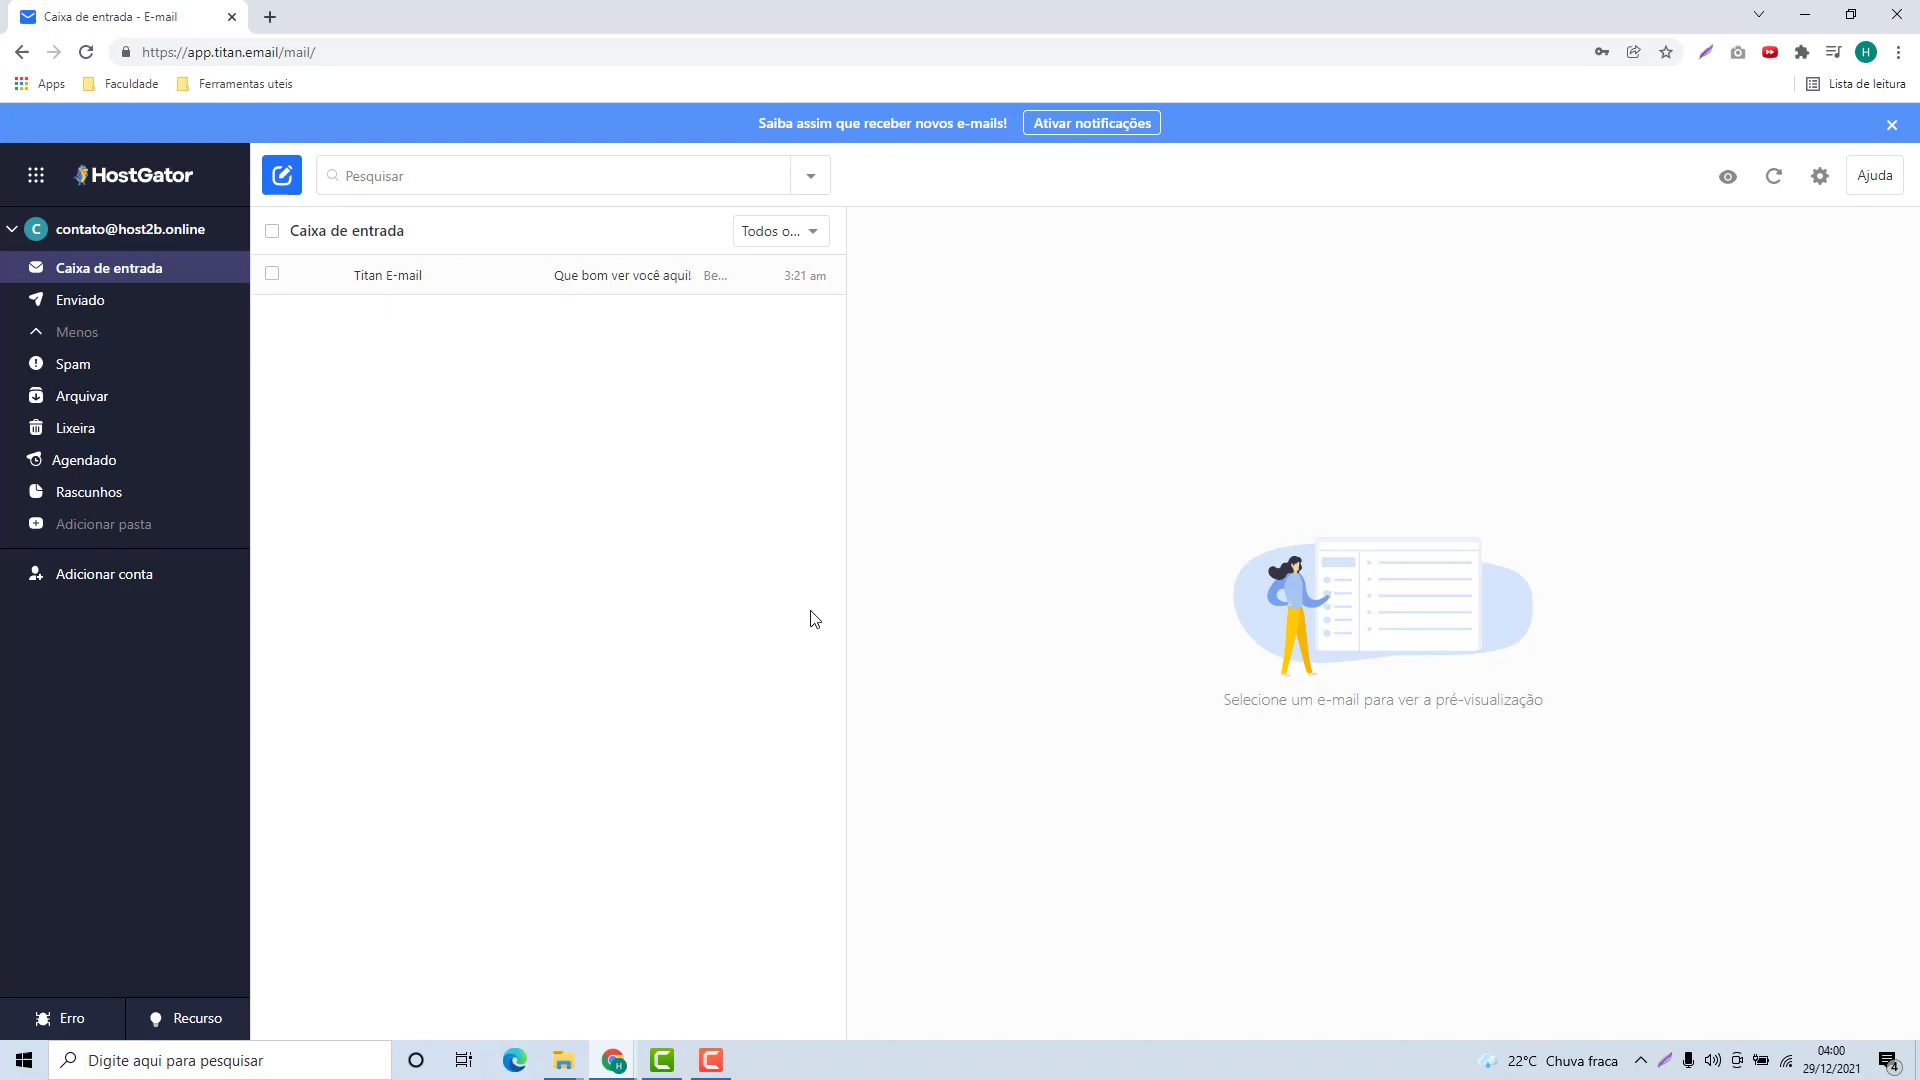 Caixa de entrada - E-mail
https://app.titan.email/mail/
H
Apps
Faculdade
Ferramentas uteis
Lista de leitura
Saiba assim que receber novos e-mails!
Ativar notificações
HostGator
Pesquisar
Ajuda
C
contato@host2b.online
Caixa de entrada
Todos o...
Caixa de entrada
Titan E-mail
Que bom ver você aqui!
Be...
3:21 am
Enviado
Menos
Spam
Arquivar
Lixeira
Agendado
Rascunhos
Adicionar pasta
Adicionar conta
Selecione um e-mail para ver a pré-visualização
Erro
Recurso
Digite aqui para pesquisar
22°C
Chuva fraca
04:00
29/12/2021
4